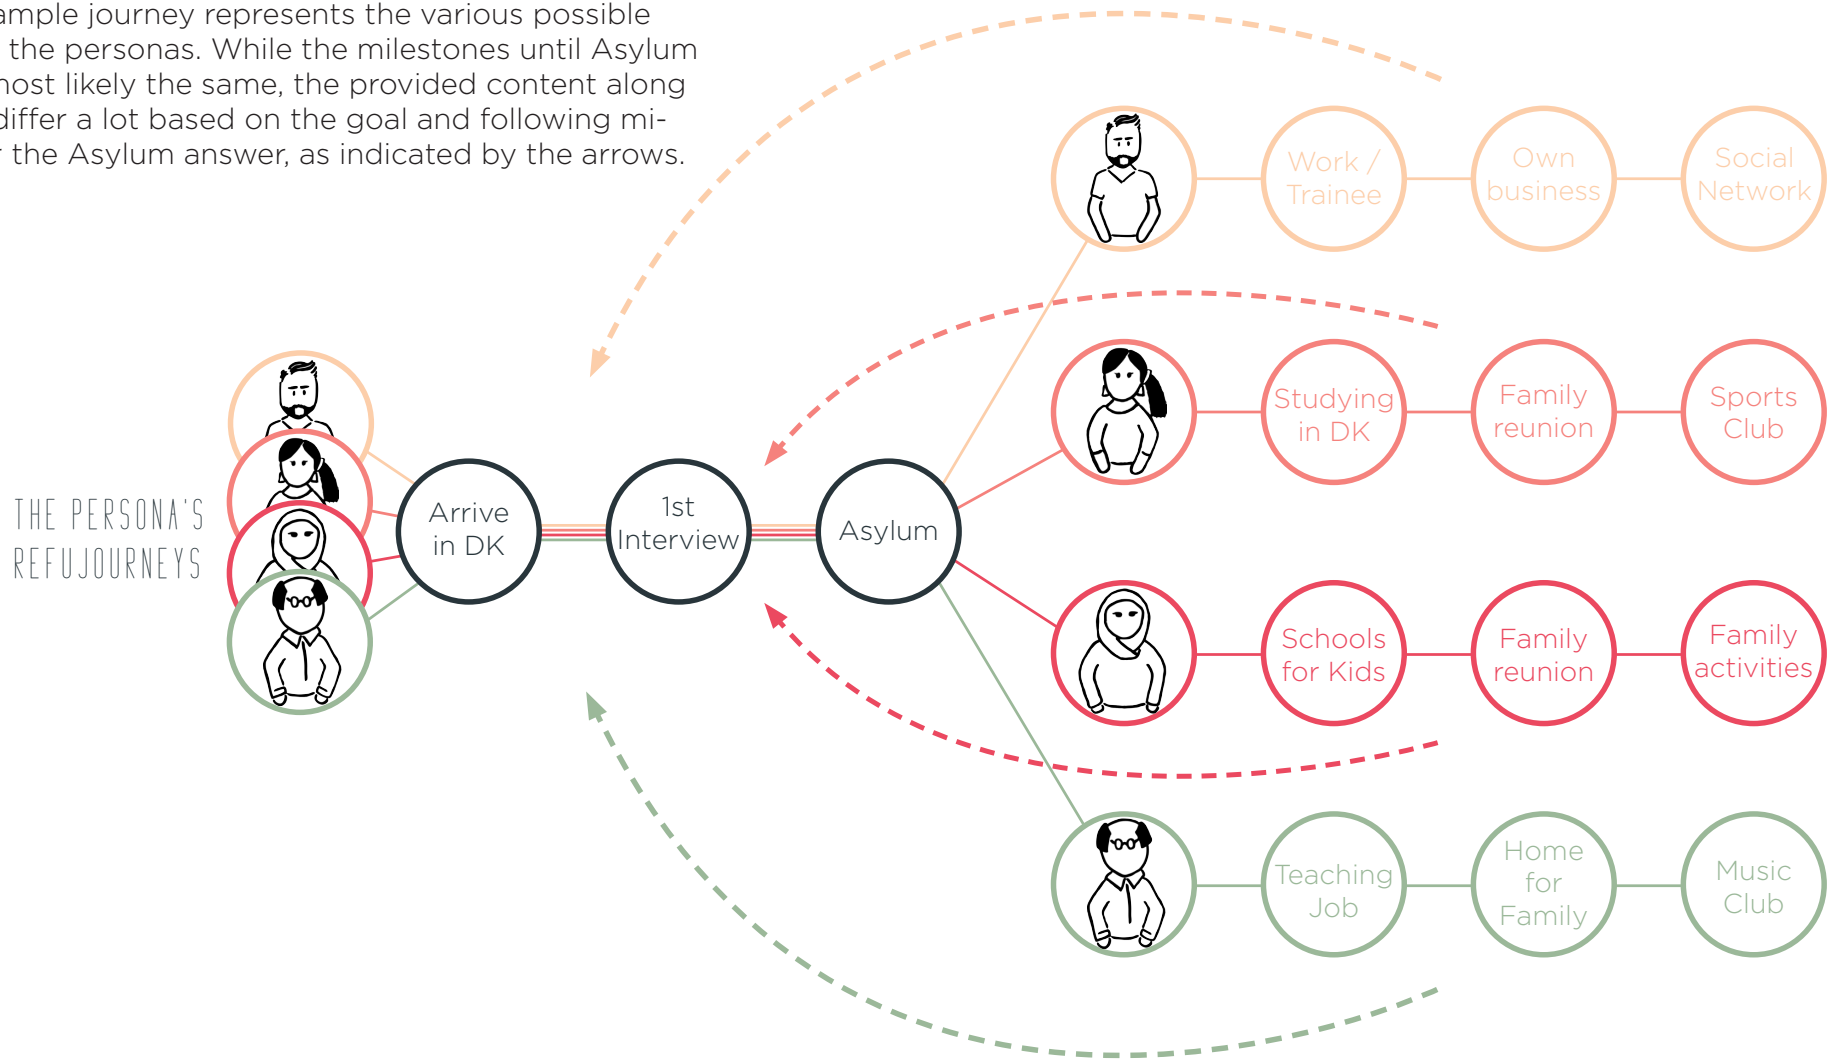 ample journey represents the various possible
the personas. While the milestones until Asylum
most likely the same, the provided content along
differ a lot based on the goal and following mi-
the Asylum answer, as indicated by the arrows.
Work /
Trainee
Own
business
Social
Network
Studying
in DK
Family
reunion
Sports
Club
THE PERSONA'S
REFUJOURNEYS
Arrive
in DK
1st
Interview
Asylum
Schools
for Kids
Family
reunion
Family
activities
Teaching
Job
Home
for
Family
Music
Club